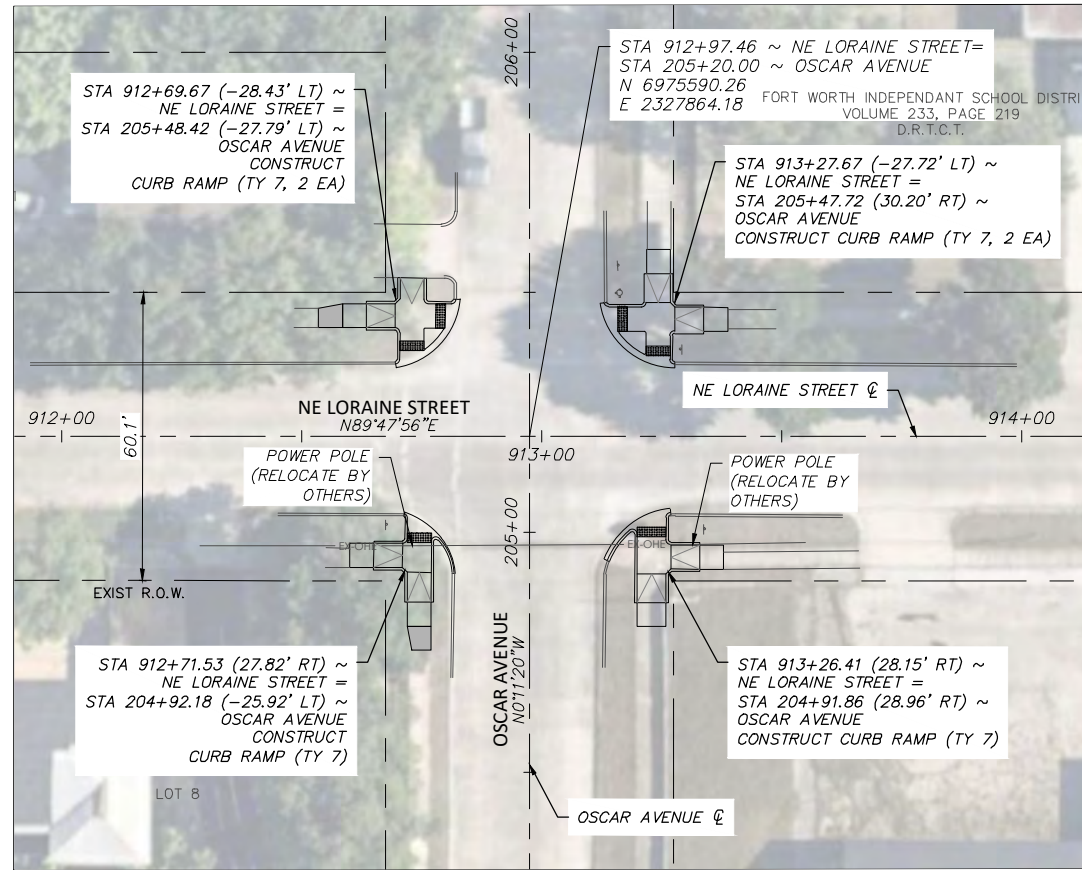 206+00
STA 912+97.46 ~ NE LORAINE STREET=
STA 205+20.00 ~ OSCAR AVENUE
N 6975590.26
E 2327864.18
FORT WORTH INDEPENDANT SCHOOL DISTRI
VOLUME 233, PAGE 219
D.R.T.C.T.
STA 912+69.67 (-28.43' LT) ~
NE LORAINE STREET =
STA 205+48.42 (-27.79' LT) ~
OSCAR AVENUE
CONSTRUCT
CURB RAMP (TY 7, 2 EA)
STA 913+27.67 (-27.72' LT) ~
NE LORAINE STREET =
STA 205+47.72 (30.20' RT) ~
OSCAR AVENUE
CONSTRUCT CURB RAMP (TY 7, 2 EA)
60.1'
NE LORAINE STREET ℄
912+00
NE LORAINE STREET
N89°47'56"E
913+00
914+00
POWER POLE
(RELOCATE BY
OTHERS)
POWER POLE
(RELOCATE BY
OTHERS)
205+00
EX-OHE
EX-OHE
EXIST R.O.W.
OSCAR AVENUE
N0°11'20"W
STA 912+71.53 (27.82' RT) ~
NE LORAINE STREET =
STA 204+92.18 (-25.92' LT) ~
OSCAR AVENUE
CONSTRUCT
CURB RAMP (TY 7)
STA 913+26.41 (28.15' RT) ~
NE LORAINE STREET =
STA 204+91.86 (28.96' RT) ~
OSCAR AVENUE
CONSTRUCT CURB RAMP (TY 7)
LOT 8
OSCAR AVENUE ℄